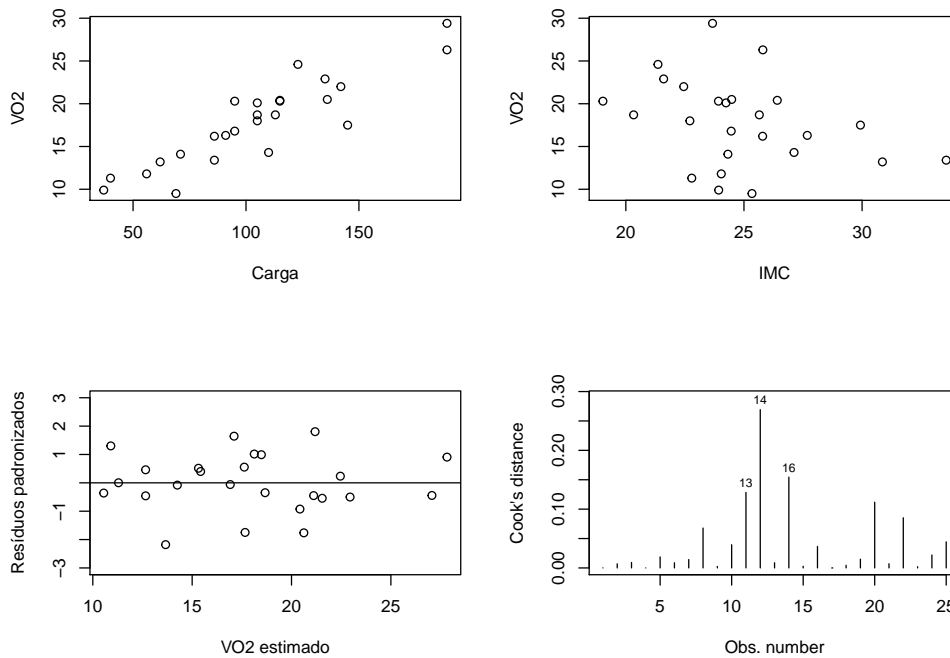 VO2
10 15 20 25 30
50 100 150
Carga
VO2
10 15 20 25 30
20 25 30
IMC
Resíduos padronizados
−3 −1 1 2 3
10 15 20 25
VO2 estimado
Cook's distance
0.00 0.10 0.20 0.30
14
13
16
5 10 15 20 25
Obs. number